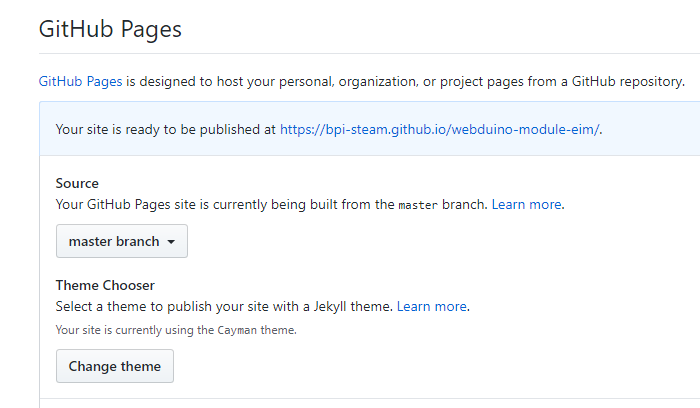 GitHub Pages
GitHub Pages is designed to host your personal, organization, or project pages from a GitHub repository.
Your site is ready to be published at https://bpi-steam.github.io/webduino-module-eim/.
Source
Your GitHub Pages site is currently being built from the master branch. Learn more.
master branch
Theme Chooser
Select a theme to publish your site with a Jekyll theme. Learn more.
Your site is currently using the Cayman theme.
Change theme